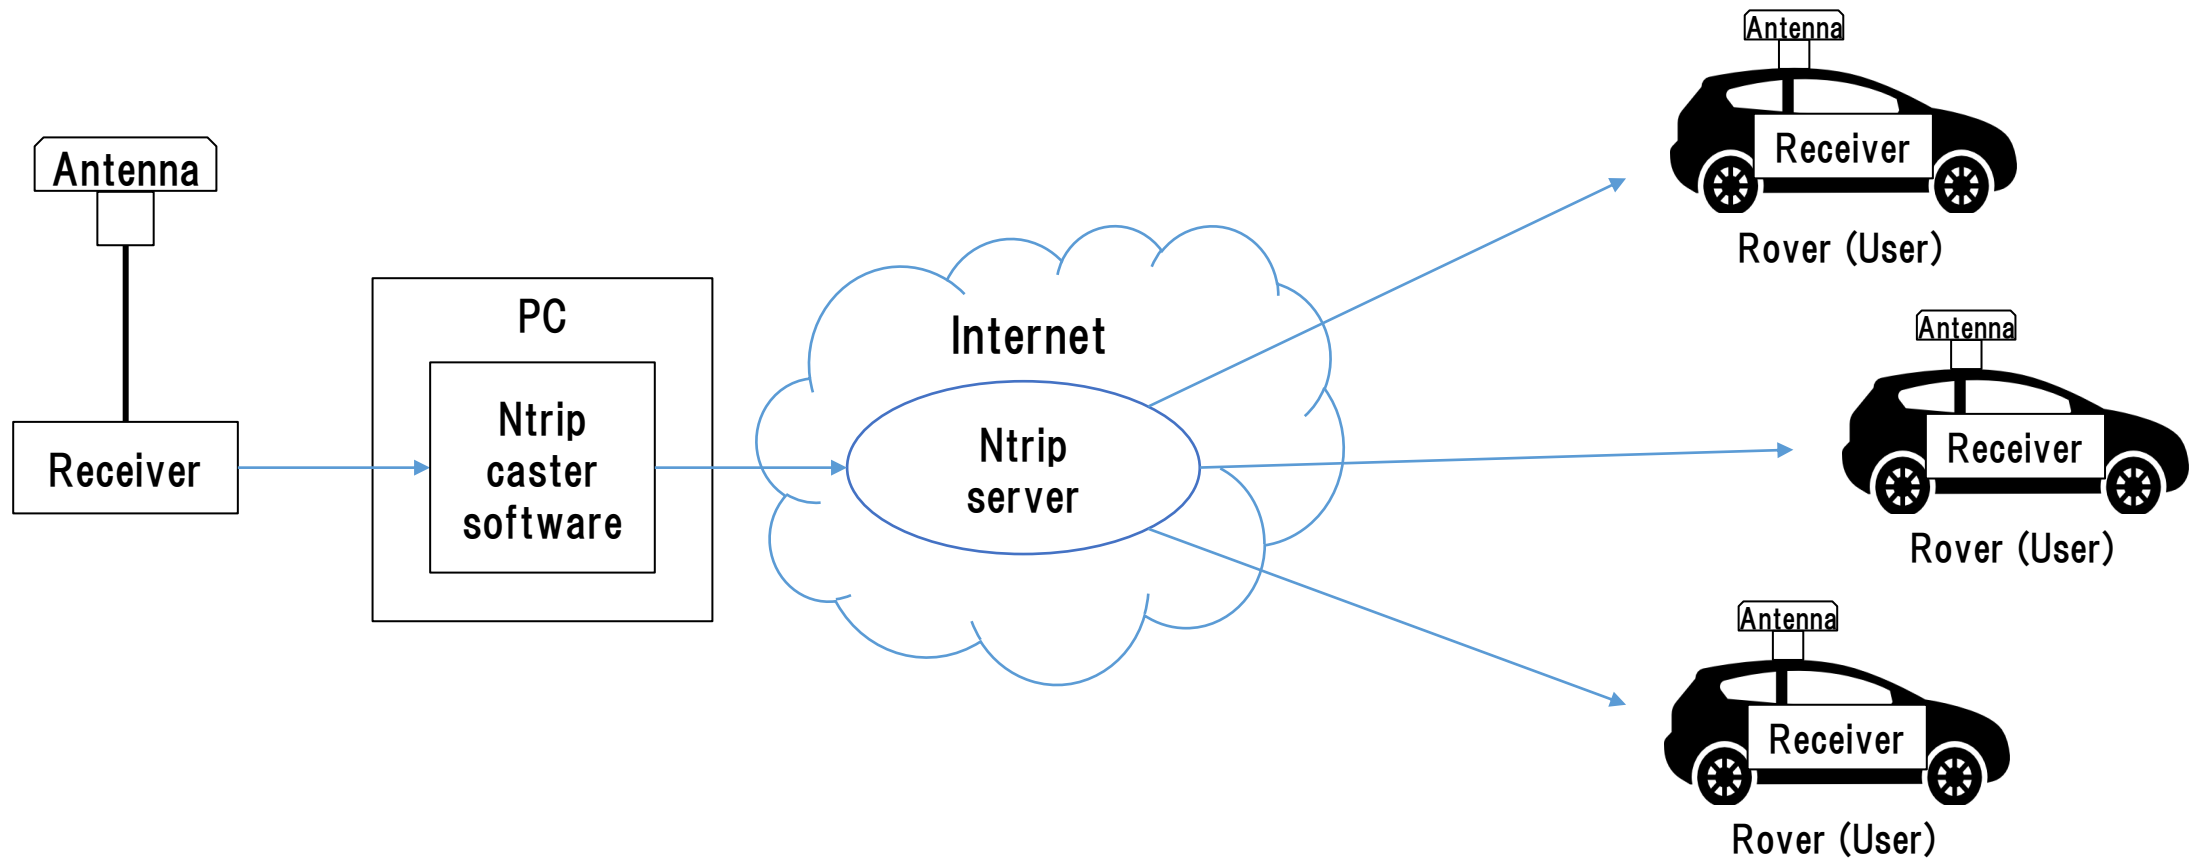 Antenna
Receiver
PC
Ntrip
caster
software
Internet
Ntrip
server
Antenna
Receiver
Rover (User)
Antenna
Receiver
Rover (User)
Antenna
Receiver
Rover (User)